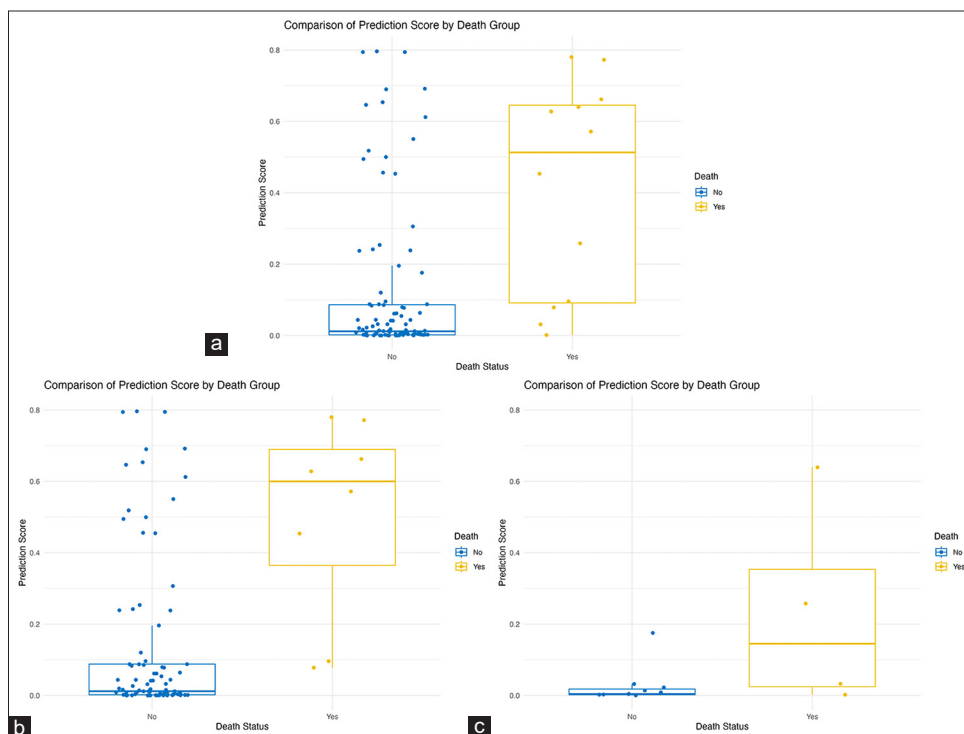 Comparison of Prediction Score by Death Group
0.8
0.6
0.4
0.2
0.0
Prediction Score
No
Yes
Death Status
Death
No
Yes
a
Comparison of Prediction Score by Death Group
0.8
0.6
0.4
0.2
0.0
Prediction Score
No
Yes
Death Status
Death
No
Yes
b
Comparison of Prediction Score by Death Group
0.8
0.6
0.4
0.2
0.0
Prediction Score
No
Yes
Death Status
Death
No
Yes
c